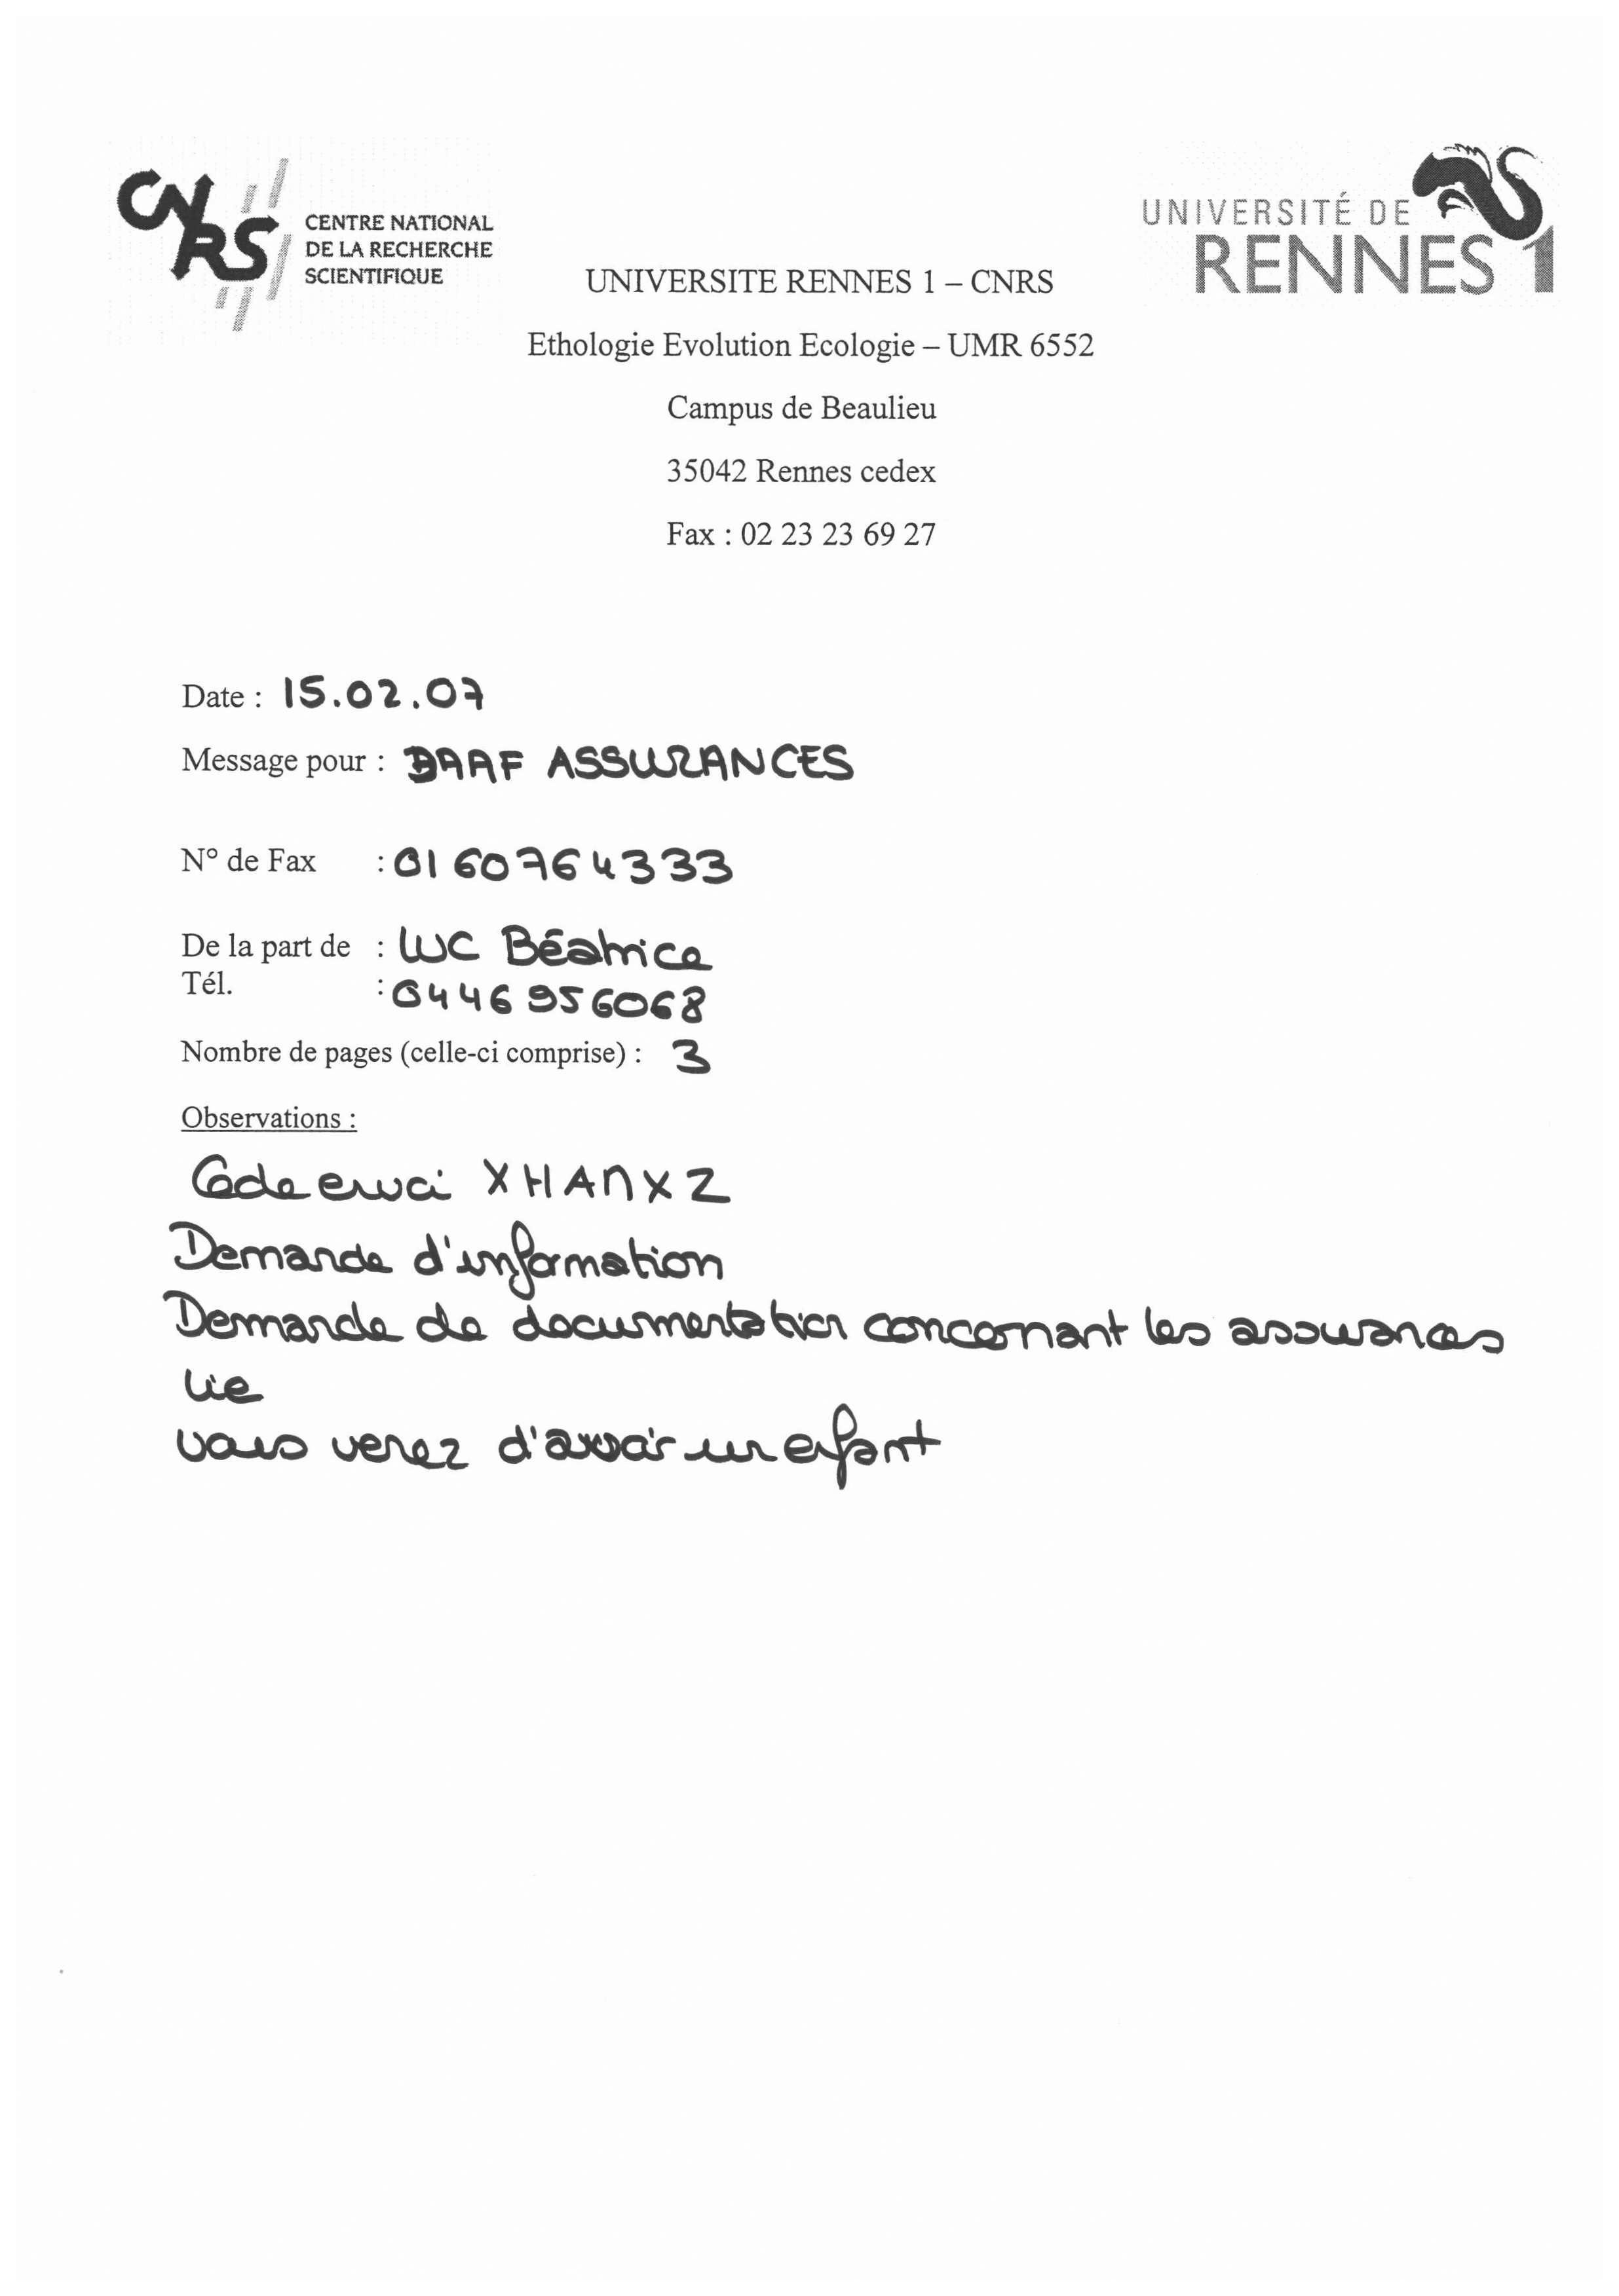 CNRS
CENTRE NATIONAL
DE LA RECHERCHE
SCIENTIFIQUE
UNIVERSITÉ DE
RENNES 1
UNIVERSITE RENNES 1 – CNRS
Ethologie Evolution Ecologie – UMR 6552
Campus de Beaulieu
35042 Rennes cedex
Fax : 02 23 23 69 27
Date : 15.02.07
Message pour : DAAF ASSURANCES
N° de Fax : 0160764333
De la part de : LUC Béatrice
Tél. : 0446956068
Nombre de pages (celle-ci comprise) : 3
Observations :
Code envoi XHANXZ
Demande d'information
Demande de documentation concernant les assurances
vie
vous venez d'avoir un enfant